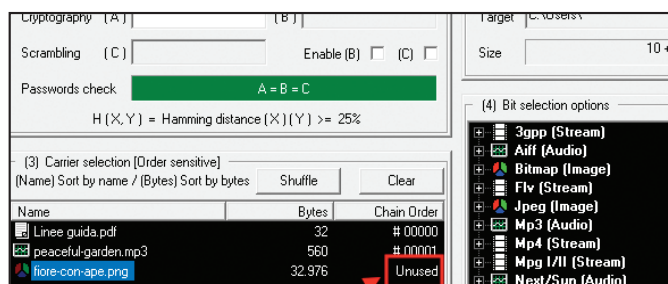 Cryptography (A) (B)
Scrambling (C) Enable (B) (C)
Passwords check A = B = C
H (X, Y) = Hamming distance (X) (Y) >= 25%
(3) Carrier selection [Order sensitive]
(Name) Sort by name / (Bytes) Sort by bytes Shuffle Clear
Name Bytes Chain Order
Linee guida.pdf 32 # 00000
peaceful-garden.mp3 560 # 00001
fiore-con-ape.png 32.976 Unused
Target C:\Users\
Size 10 +
(4) Bit selection options
3gpp (Stream)
Aiff (Audio)
Bitmap (Image)
Flv (Stream)
Jpeg (Image)
Mp3 (Audio)
Mp4 (Stream)
Mpg I/II (Stream)
Next/Sun (Audio)